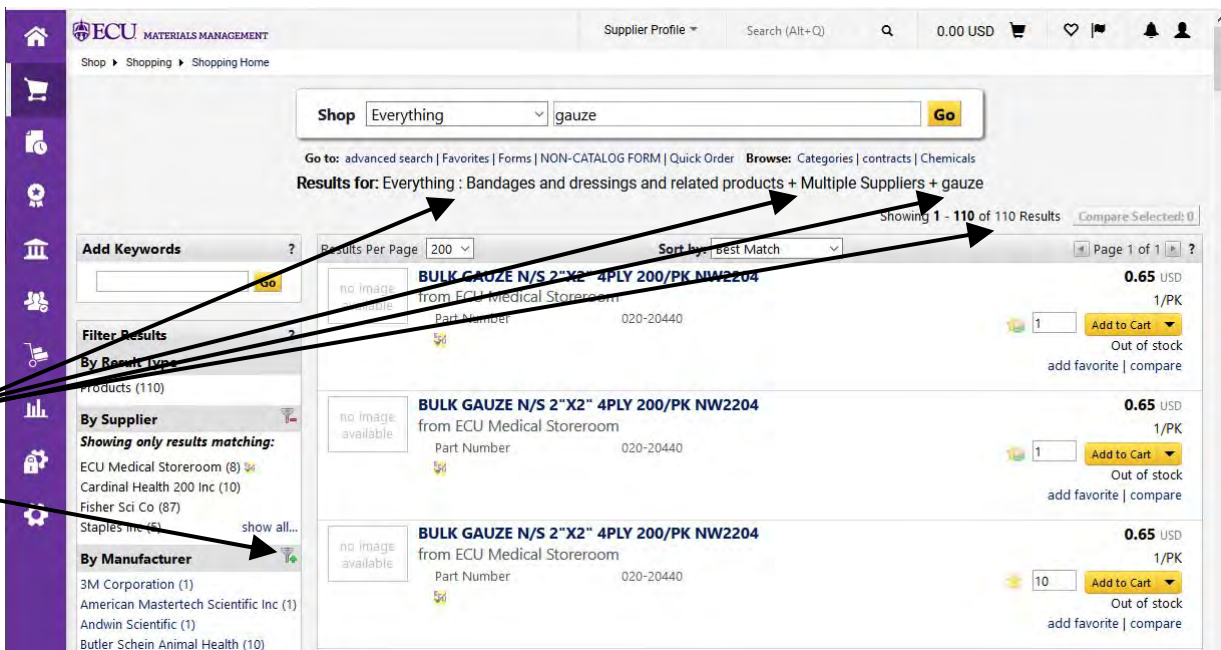 ECU MATERIALS MANAGEMENT
Supplier Profile
Search (Alt+Q)
0.00 USD
Shop Shopping Shopping Home
Shop Everything gauze Go
Go to: advanced search | Favorites | Forms | NON-CATALOG FORM | Quick Order Browse: Categories | contracts | Chemicals
Results for: Everything : Bandages and dressings and related products + Multiple Suppliers + gauze
Showing 1 - 110 of 110 Results Compare Selected: 0
Add Keywords ?
Go
Filter Results ?
By Result Type
Products (110)
By Supplier
Showing only results matching:
ECU Medical Storeroom (8)
Cardinal Health 200 Inc (10)
Fisher Sci Co (87)
Staples Inc (5) show all...
By Manufacturer
3M Corporation (1)
American Mastertech Scientific Inc (1)
Andwin Scientific (1)
Butler Schein Animal Health (10)
Results Per Page 200 Sort by: Best Match Page 1 of 1 ?
no image available
BULK GAUZE N/S 2"X2" 4PLY 200/PK NW2204
from ECU Medical Storeroom
Part Number 020-20440
0.65 USD
1/PK
1 Add to Cart
Out of stock
add favorite | compare
no image available
BULK GAUZE N/S 2"X2" 4PLY 200/PK NW2204
from ECU Medical Storeroom
Part Number 020-20440
0.65 USD
1/PK
1 Add to Cart
Out of stock
add favorite | compare
no image available
BULK GAUZE N/S 2"X2" 4PLY 200/PK NW2204
from ECU Medical Storeroom
Part Number 020-20440
0.65 USD
1/PK
10 Add to Cart
Out of stock
add favorite | compare